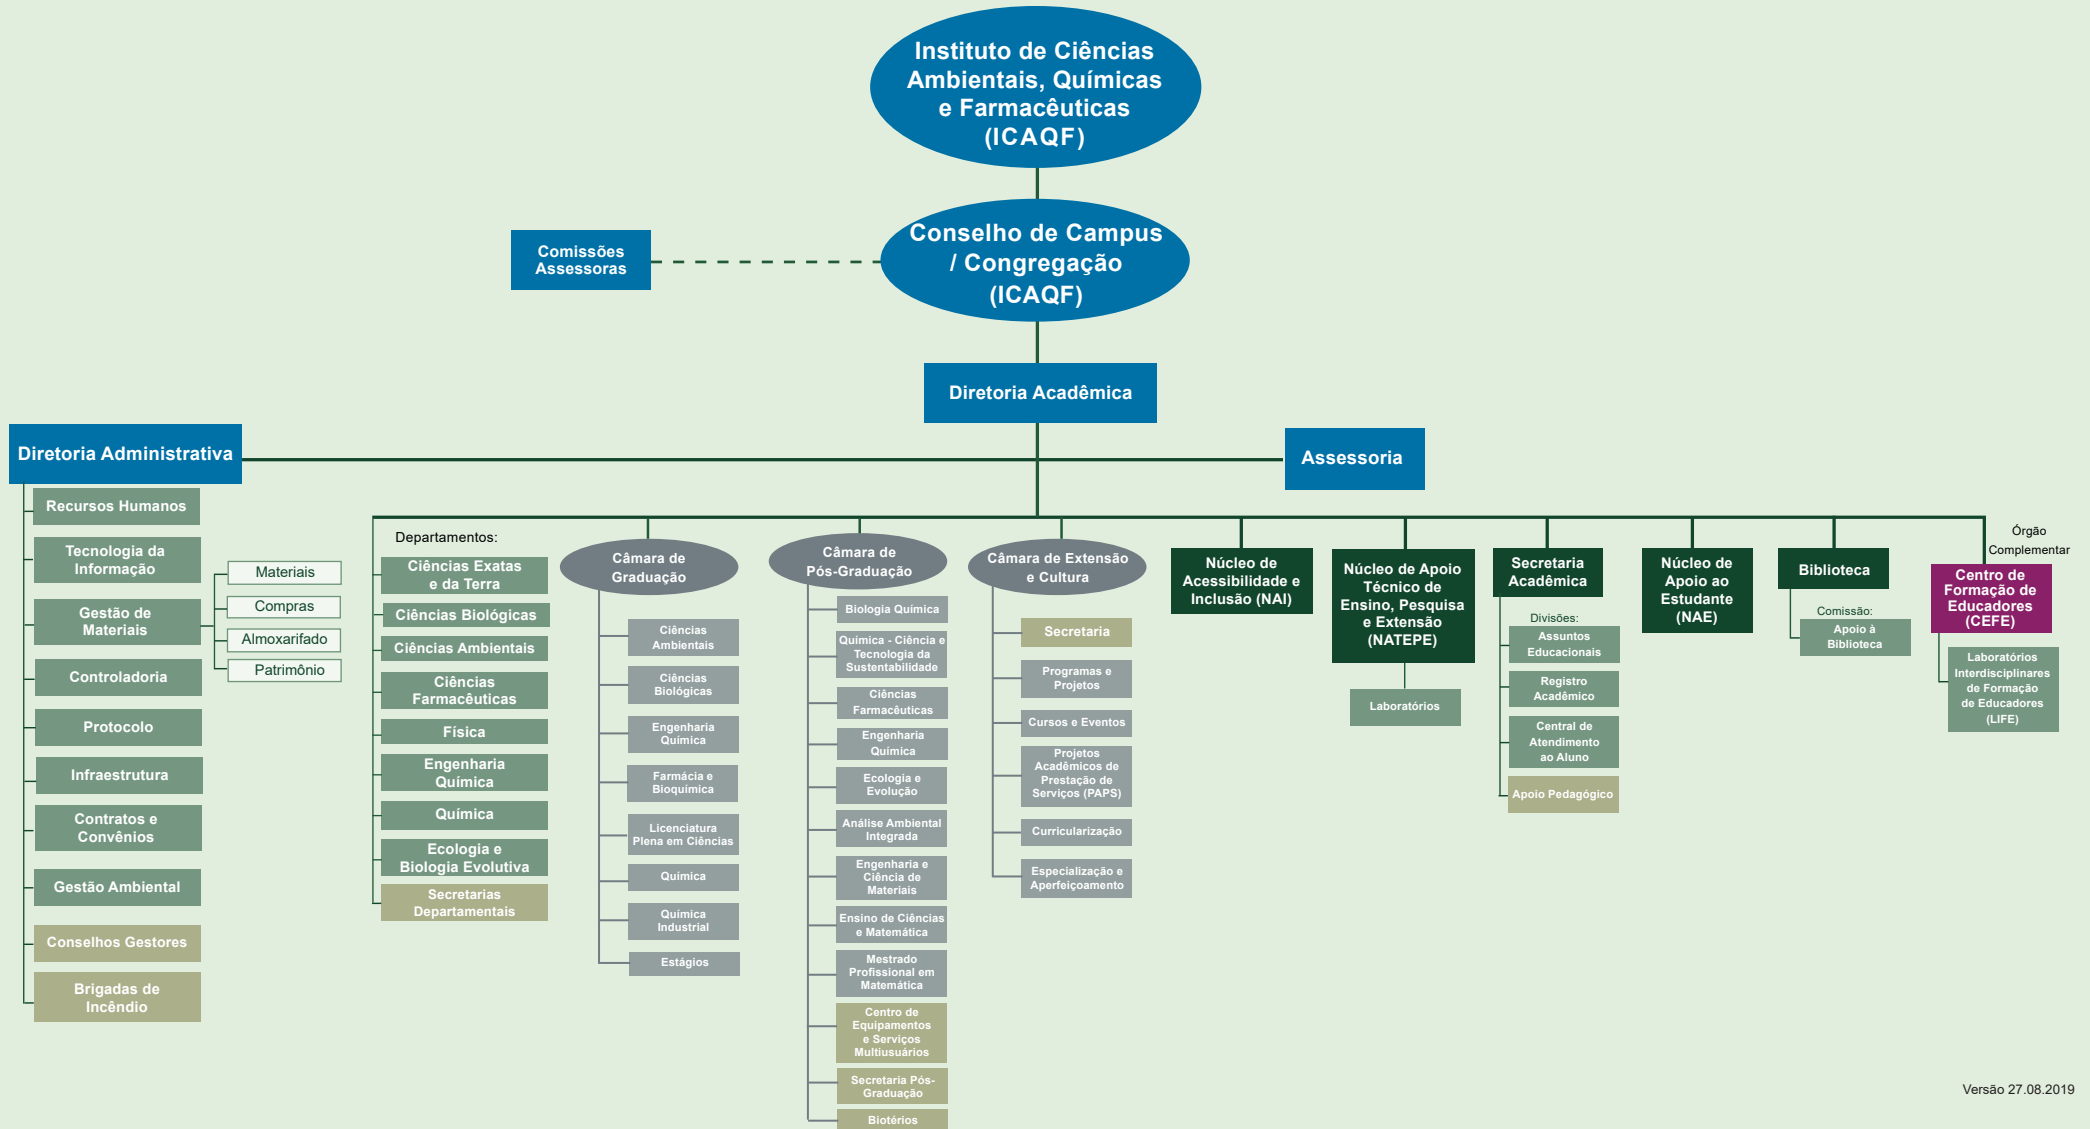 Instituto de Ciências
Ambientais, Químicas
e Farmacêuticas
(ICAQF)
Conselho de Campus
/ Congregação
(ICAQF)
Comissões
Assessoras
Diretoria Acadêmica
Diretoria Administrativa
Assessoria
Recursos Humanos
Tecnologia da
Informação
Gestão de
Materiais
Materiais
Compras
Almoxarifado
Patrimônio
Controladoria
Protocolo
Infraestrutura
Contratos e
Convênios
Gestão Ambiental
Conselhos Gestores
Brigadas de
Incêndio
Departamentos:
Ciências Exatas
e da Terra
Ciências Biológicas
Ciências Ambientais
Ciências
Farmacêuticas
Física
Engenharia
Química
Química
Ecologia e
Biologia Evolutiva
Secretarias
Departamentais
Câmara de
Graduação
Ciências
Ambientais
Ciências
Biológicas
Engenharia
Química
Farmácia e
Bioquímica
Licenciatura
Plena em Ciências
Química
Química
Industrial
Estágios
Câmara de
Pós-Graduação
Biologia Química
Química - Ciência e
Tecnologia da
Sustentabilidade
Ciências
Farmacêuticas
Engenharia
Química
Ecologia e
Evolução
Análise Ambiental
Integrada
Engenharia e
Ciência de
Materiais
Ensino de Ciências
e Matemática
Mestrado
Profissional em
Matemática
Centro de
Equipamentos
e Serviços
Multiusuários
Secretaria Pós-
Graduação
Biotérios
Câmara de Extensão
e Cultura
Secretaria
Programas e
Projetos
Cursos e Eventos
Projetos
Acadêmicos de
Prestação de
Serviços (PAPS)
Curricularização
Especialização e
Aperfeiçoamento
Núcleo de
Acessibilidade e
Inclusão (NAI)
Núcleo de Apoio
Técnico de
Ensino, Pesquisa
e Extensão
(NATEPE)
Laboratórios
Secretaria
Acadêmica
Divisões:
Assuntos
Educacionais
Registro
Acadêmico
Central de
Atendimento
ao Aluno
Apoio Pedagógico
Núcleo de
Apoio ao
Estudante
(NAE)
Biblioteca
Comissão:
Apoio à
Biblioteca
Órgão
Complementar
Centro de
Formação de
Educadores
(CEFE)
Laboratórios
Interdisciplinares
de Formação
de Educadores
(LIFE)
Versão 27.08.2019